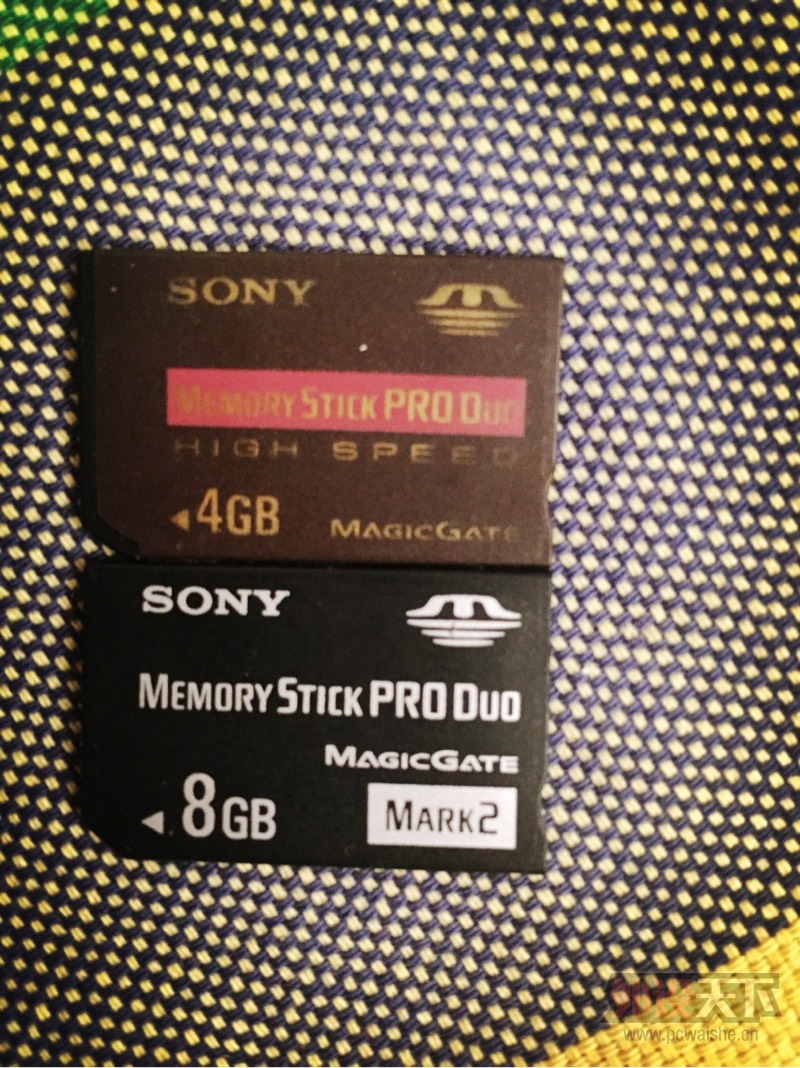 SONY
MEMORY STICK PRO DUO
HIGH SPEED
4GB MAGICGATE
SONY
MEMORY STICK PRO DUO
MAGICGATE
8GB MARK2
外设天下
www.pcwaishe.cn